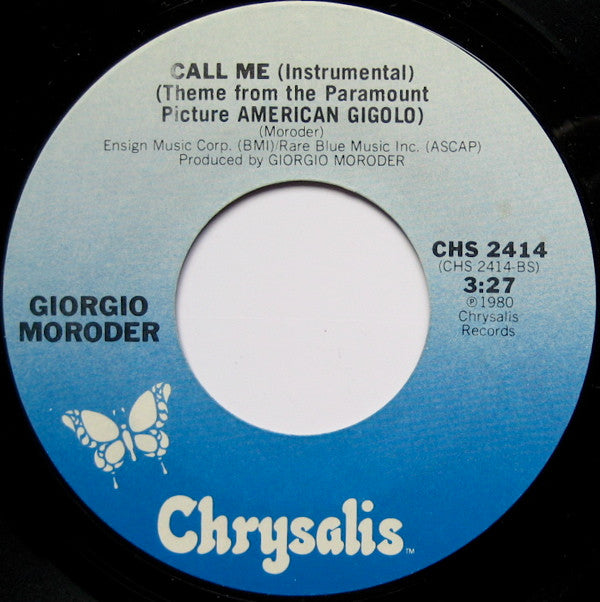 CALL ME (Instrumental)
(Theme from the Paramount
Picture AMERICAN GIGOLO)
(Moroder)
Ensign Music Corp. (BMI)/Rare Blue Music Inc. (ASCAP)
Produced by GIORGIO MORODER
CHS 2414
(CHS 2414-BS)
3:27
℗1980
Chrysalis
Records
GIORGIO
MORODER
Chrysalis™